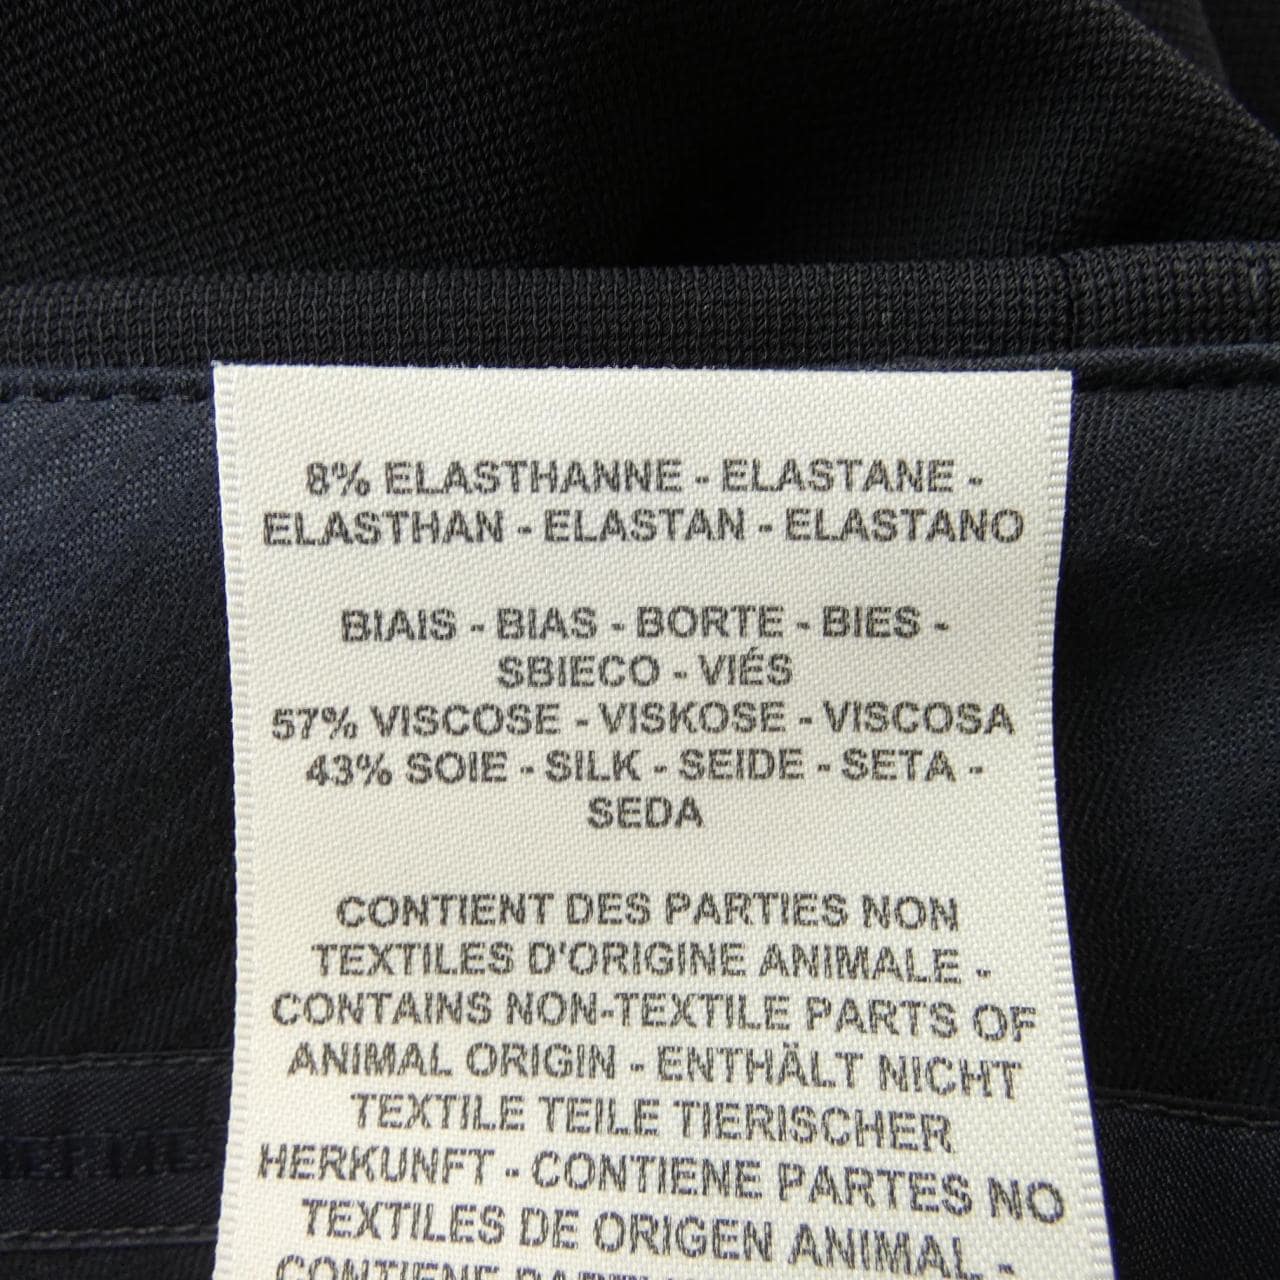 8% ELASTHANNE - ELASTANE -
ELASTHAN - ELASTAN - ELASTANO
BIAIS - BIAS - BORTE - BIES -
SBIECO - VIÉS
57% VISCOSE - VISKOSE - VISCOSA
43% SOIE - SILK - SEIDE - SETA -
SEDA
CONTIENT DES PARTIES NON
TEXTILES D'ORIGINE ANIMALE -
CONTAINS NON-TEXTILE PARTS OF
ANIMAL ORIGIN - ENTHÄLT NICHT
TEXTILE TEILE TIERISCHER
HERKUNFT - CONTIENE PARTES NO
TEXTILES DE ORIGEN ANIMAL -
CONTIENE